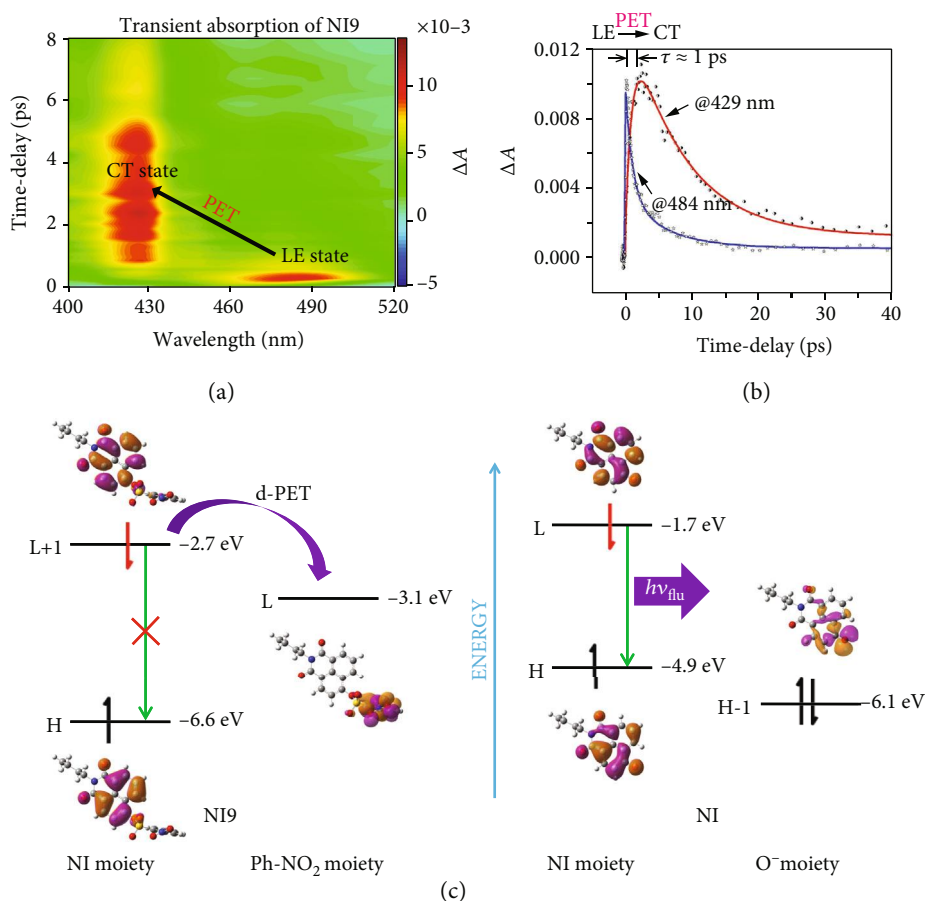 Transient absorption of NI9
×10–3
8
6
4
2
0
Time-delay (ps)
CT state
PET
LE state
10
5
0
–5
ΔA
400
430
460
490
520
Wavelength (nm)
(a)
PET
LE CT
τ ≈ 1 ps
0.012
0.008
0.004
0.000
ΔA
@429 nm
@484 nm
0
10
20
30
40
Time-delay (ps)
(b)
d-PET
L+1
–2.7 eV
L
–3.1 eV
H
–6.6 eV
NI9
NI moiety
Ph-NO₂ moiety
ENERGY
L
–1.7 eV
hν_flu
H
–4.9 eV
H-1
–6.1 eV
NI
NI moiety
O⁻moiety
(c)